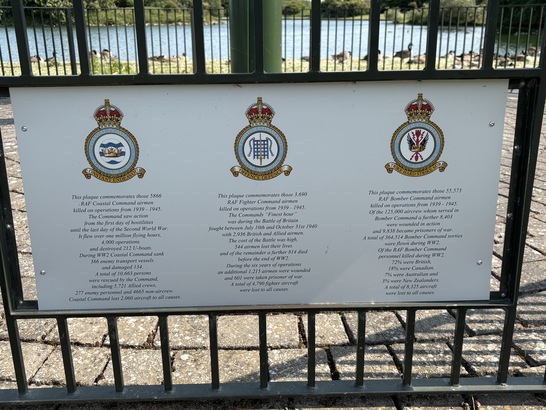 This plaque commemorates those 5866
RAF Coastal Command airmen
killed on operations from 1939 - 1945.
The Command saw action
from the first day of hostilities
until the last day of the Second World War.
It flew over one million flying hours,
4,000 operations
and destroyed 212 U-boats.
During WW2 Coastal Command sank
366 enemy transport vessels
and damaged 134
A total of 10,663 persons
were rescued by the Command,
including 5,721 Allied crews,
277 enemy personnel and 4665 non-aircrew.
Coastal Command lost 2,060 aircraft to all causes
This plaque commemorates those 3,690
RAF Fighter Command airmen
killed on operations from 1939 - 1945.
The Commands "Finest hour"
was during the Battle of Britain
fought between July 10th and October 31st 1940
with 2,936 British and Allied airmen.
The cost of the Battle was high,
544 airmen lost their lives
and of the remainder a further 814 died
before the end of WW2.
During the six years of operations
an additional 1,215 airmen were wounded
and 601 were taken prisoner of war.
A total of 4,790 fighter aircraft
were lost to all causes
This plaque commemorates those 55,573
RAF Bomber Command airmen
killed on operations from 1939 - 1945.
Of the 125,000 aircrew whom served in
Bomber Command a further 8,403
were wounded in action
and 9,838 became prisoners of war.
A total of 364,514 Bomber Command sorties
were flown during WW2.
Of the RAF Bomber Command
personnel killed during WW2,
72% were British,
18% were Canadian,
7% were Australian and
3% were New Zealanders.
A total of 8,325 aircraft
were lost to all causes